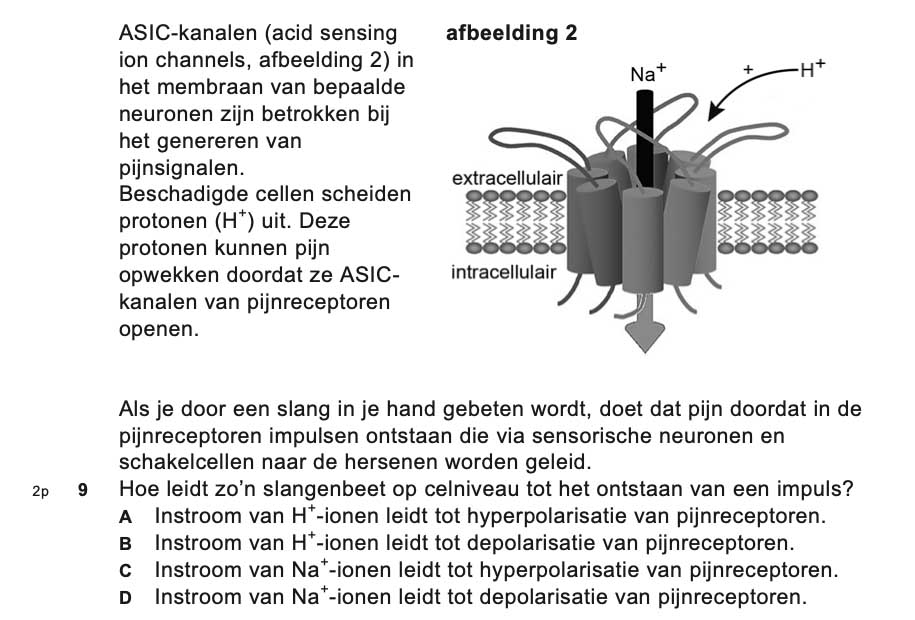 ASIC-kanalen (acid sensing
ion channels, afbeelding 2) in
het membraan van bepaalde
neuronen zijn betrokken bij
het genereren van
pijnsignalen.
Beschadigde cellen scheiden
protonen (H⁺) uit. Deze
protonen kunnen pijn
opwekken doordat ze ASIC-
kanalen van pijnreceptoren
openen.
afbeelding 2
Na⁺
+
H⁺
extracellulair
intracellulair
Als je door een slang in je hand gebeten wordt, doet dat pijn doordat in de
pijnreceptoren impulsen ontstaan die via sensorische neuronen en
schakelcellen naar de hersenen worden geleid.
2p 9 Hoe leidt zo’n slangenbeet op celniveau tot het ontstaan van een impuls?
A Instroom van H⁺-ionen leidt tot hyperpolarisatie van pijnreceptoren.
B Instroom van H⁺-ionen leidt tot depolarisatie van pijnreceptoren.
C Instroom van Na⁺-ionen leidt tot hyperpolarisatie van pijnreceptoren.
D Instroom van Na⁺-ionen leidt tot depolarisatie van pijnreceptoren.